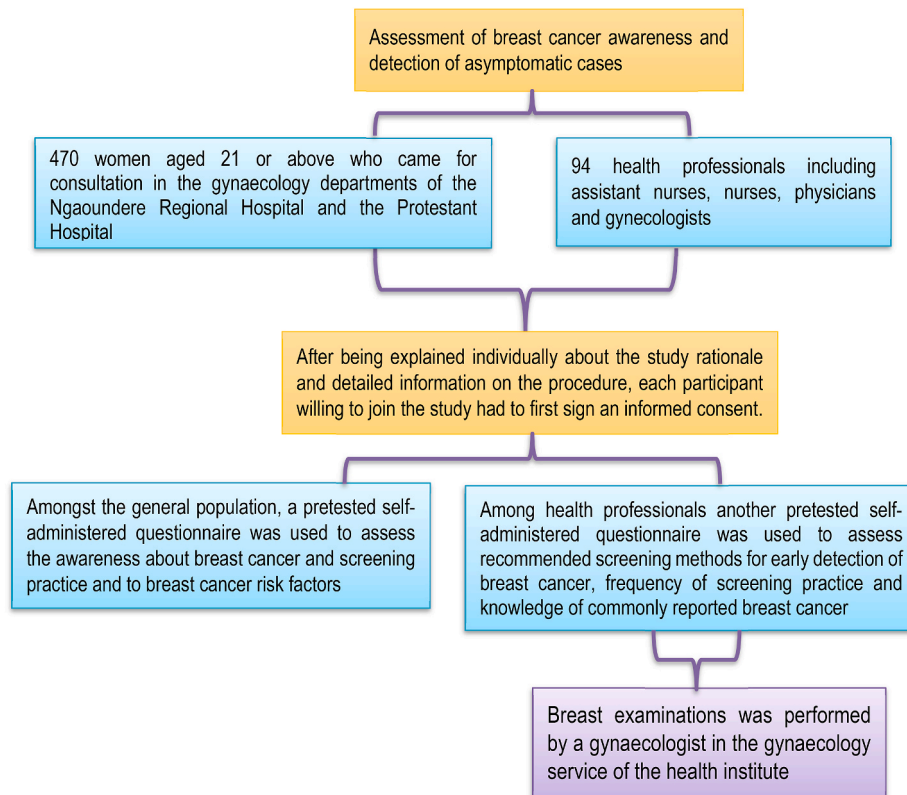 Assessment of breast cancer awareness and
detection of asymptomatic cases
470 women aged 21 or above who came for
consultation in the gynaecology departments of the
Ngaoundere Regional Hospital and the Protestant
Hospital
94 health professionals including
assistant nurses, nurses, physicians
and gynecologists
After being explained individually about the study rationale
and detailed information on the procedure, each participant
willing to join the study had to first sign an informed consent.
Amongst the general population, a pretested self-
administered questionnaire was used to assess
the awareness about breast cancer and screening
practice and to breast cancer risk factors
Among health professionals another pretested self-
administered questionnaire was used to assess
recommended screening methods for early detection of
breast cancer, frequency of screening practice and
knowledge of commonly reported breast cancer
Breast examinations was performed
by a gynaecologist in the gynaecology
service of the health institute